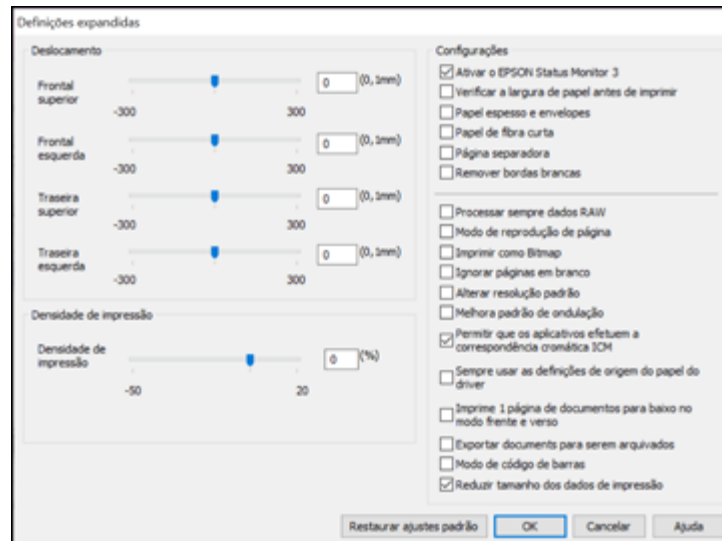 Definições expandidas
Deslocamento
Frontal
superior
0
(0, 1mm)
-300
300
Frontal
esquerda
0
(0, 1mm)
-300
300
Traseira
superior
0
(0, 1mm)
-300
300
Traseira
esquerda
0
(0, 1mm)
-300
300
Densidade de impressão
Densidade de
impressão
0
(%)
-50
20
Configurações
Ativar o EPSON Status Monitor 3
Verificar a largura de papel antes de imprimir
Papel espesso e envelopes
Papel de fibra curta
Página separadora
Remover bordas brancas
Processar sempre dados RAW
Modo de reprodução de página
Imprimir como Bitmap
Ignorar páginas em branco
Alterar resolução padrão
Melhora padrão de ondulação
Permitir que os aplicativos efetuem a
correspondência cromática ICM
Sempre usar as definições de origem do papel do
driver
Imprime 1 página de documentos para baixo no
modo frente e verso
Exportar documents para serem arquivados
Modo de código de barras
Reduzir tamanho dos dados de impressão
Restaurar ajustes padrão
OK
Cancelar
Ajuda